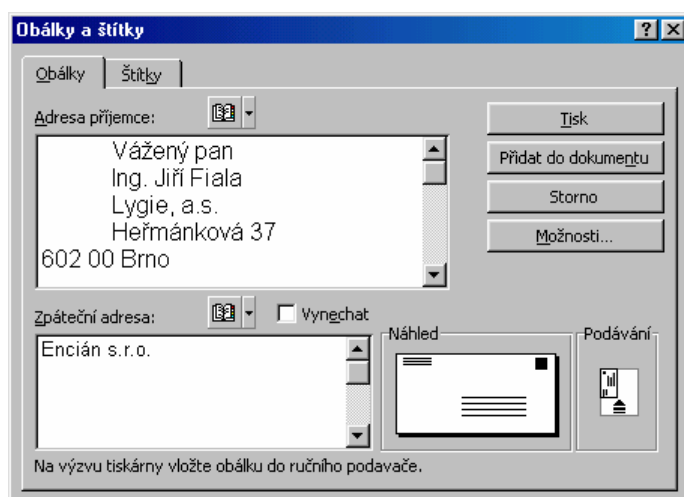 Obálky a štítky
Obálky
Štítky
Adresa příjemce:
Vážený pan
Ing. Jiří Fiala
Lygie, a.s.
Heřmánková 37
602 00 Brno
Tisk
Přidat do dokumentu
Storno
Možnosti...
Zpáteční adresa:
Vynechat
Encián s.r.o.
Náhled
Podávání
Na výzvu tiskárny vložte obálku do ručního podavače.